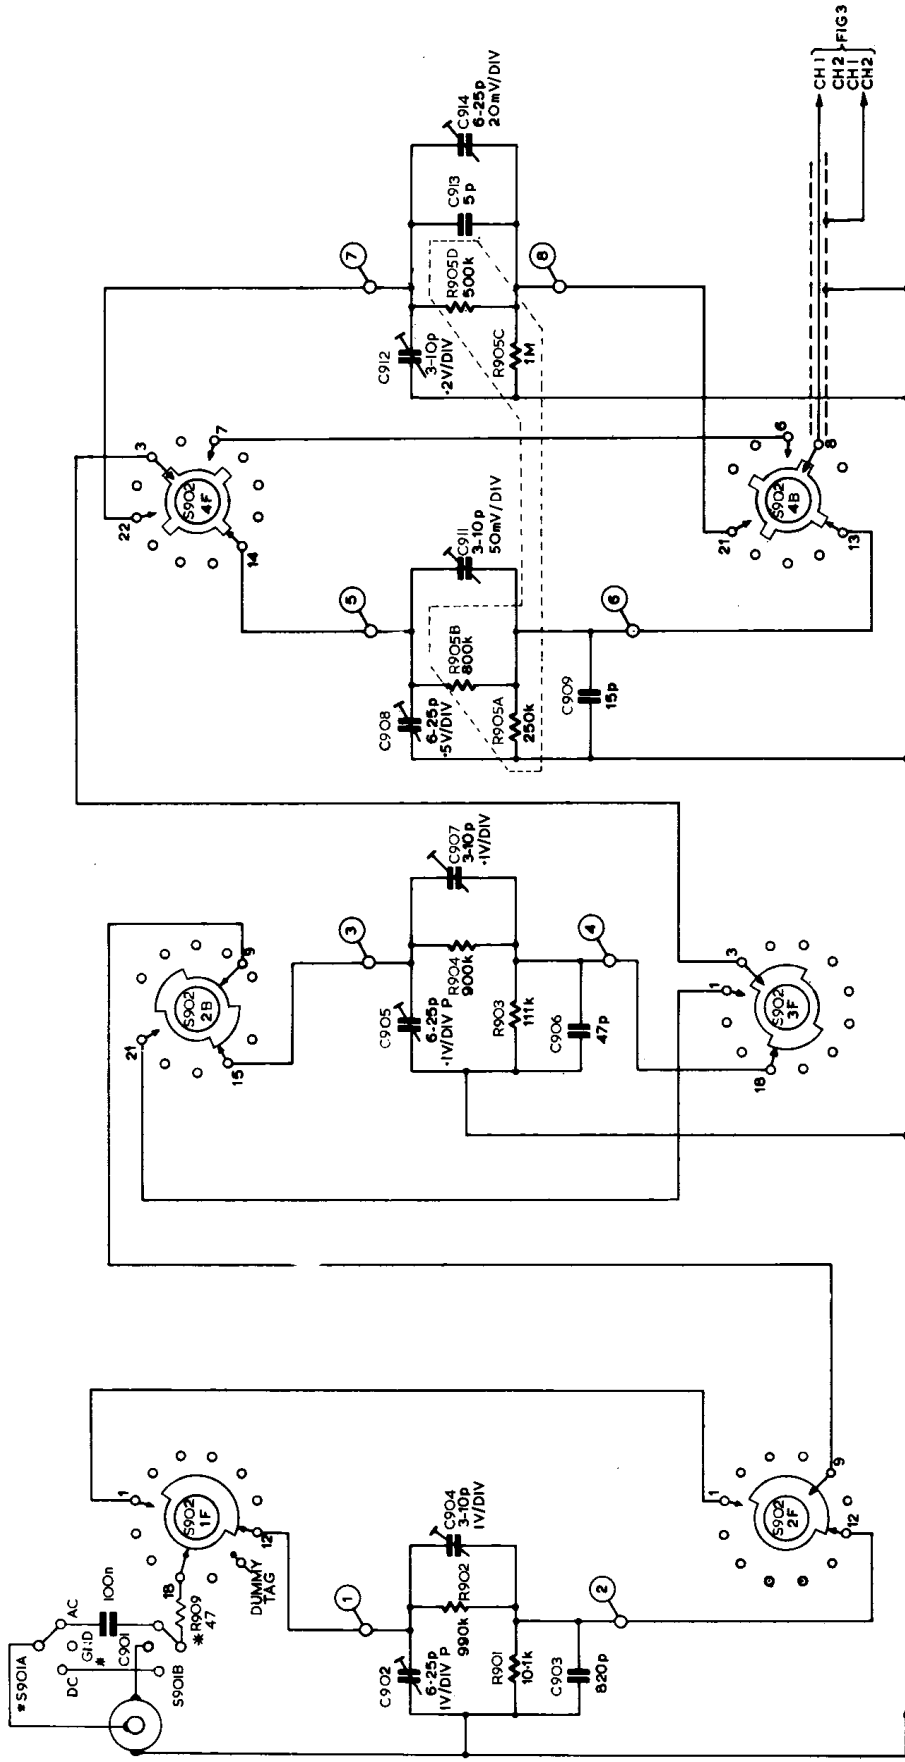 *S901A
AC
GND
DC
*
C901
100n
S901B
*R909
47
18
1
S902
1F
12
DUMMY
TAG
1
C902
6-25p
1V/DIV P
R902
990k
C904
3-10p
1V/DIV
R901
10·1k
C903
820p
2
1
S902
2F
9
12
21
S902
2B
9
15
3
C905
6-25p
·1V/DIV P
R904
900k
C907
3-10p
·1V/DIV
R903
111k
C906
47p
4
1
3
S902
3F
18
22
3
S902
4F
7
14
5
C908
6-25p
·5V/DIV
R905B
800k
C911
3-10p
50mV/DIV
R905A
250k
C909
15p
6
7
C912
3-10p
·2V/DIV
R905D
500k
C913
5p
C914
6-25p
20mV/DIV
R905C
1M
8
21
S902
4B
6
8
13
CH1
CH2
CH1
CH2
FIG3